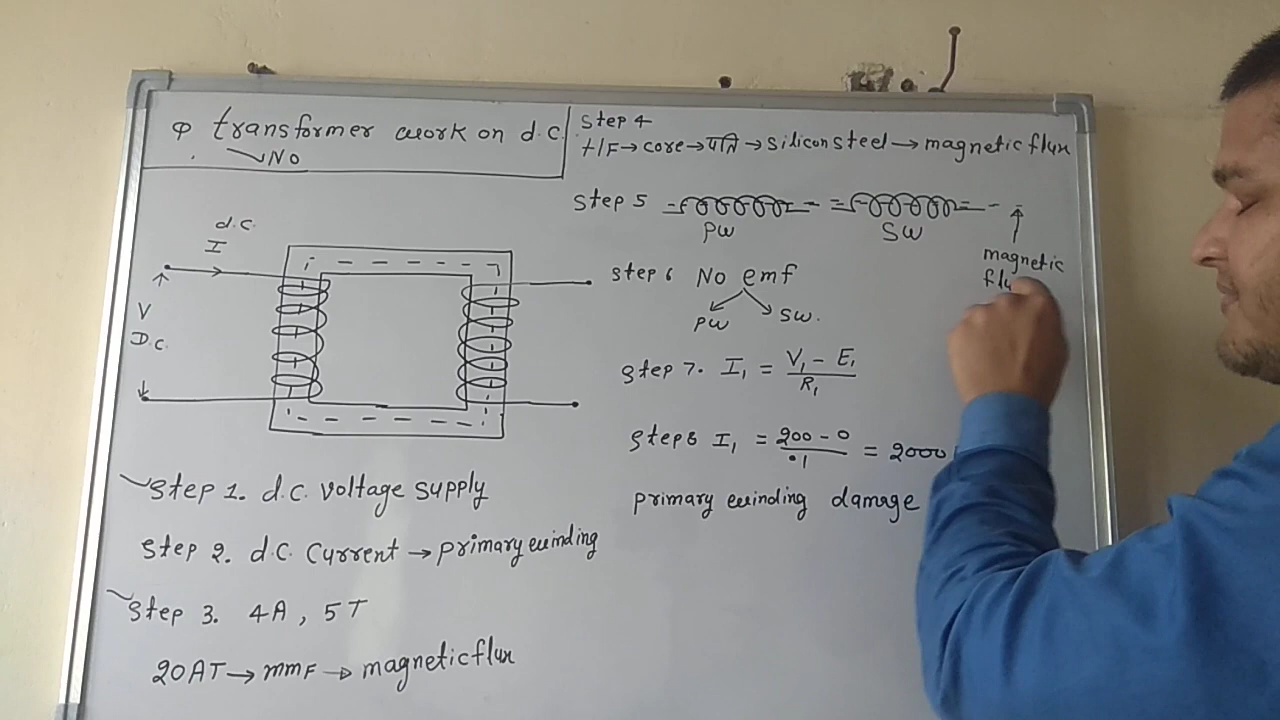 φ transformer work on d.c.
No
d.c.
I
V
D.c.
Step 1. d.c. voltage supply
Step 2. d.c. Current → primary winding
Step 3. 4A, 5T
20AT → mmF → magnetic flux
Step 4
t/F → core → पत्ति → silicon steel → magnetic flux
Step 5
PW
SW
magnetic
Step 6 No emf
PW SW.
Step 7. I₁ = V₁ - E₁ / R₁
Step 8 I₁ = 200 - 0 / .1 = 2000
primary winding damage